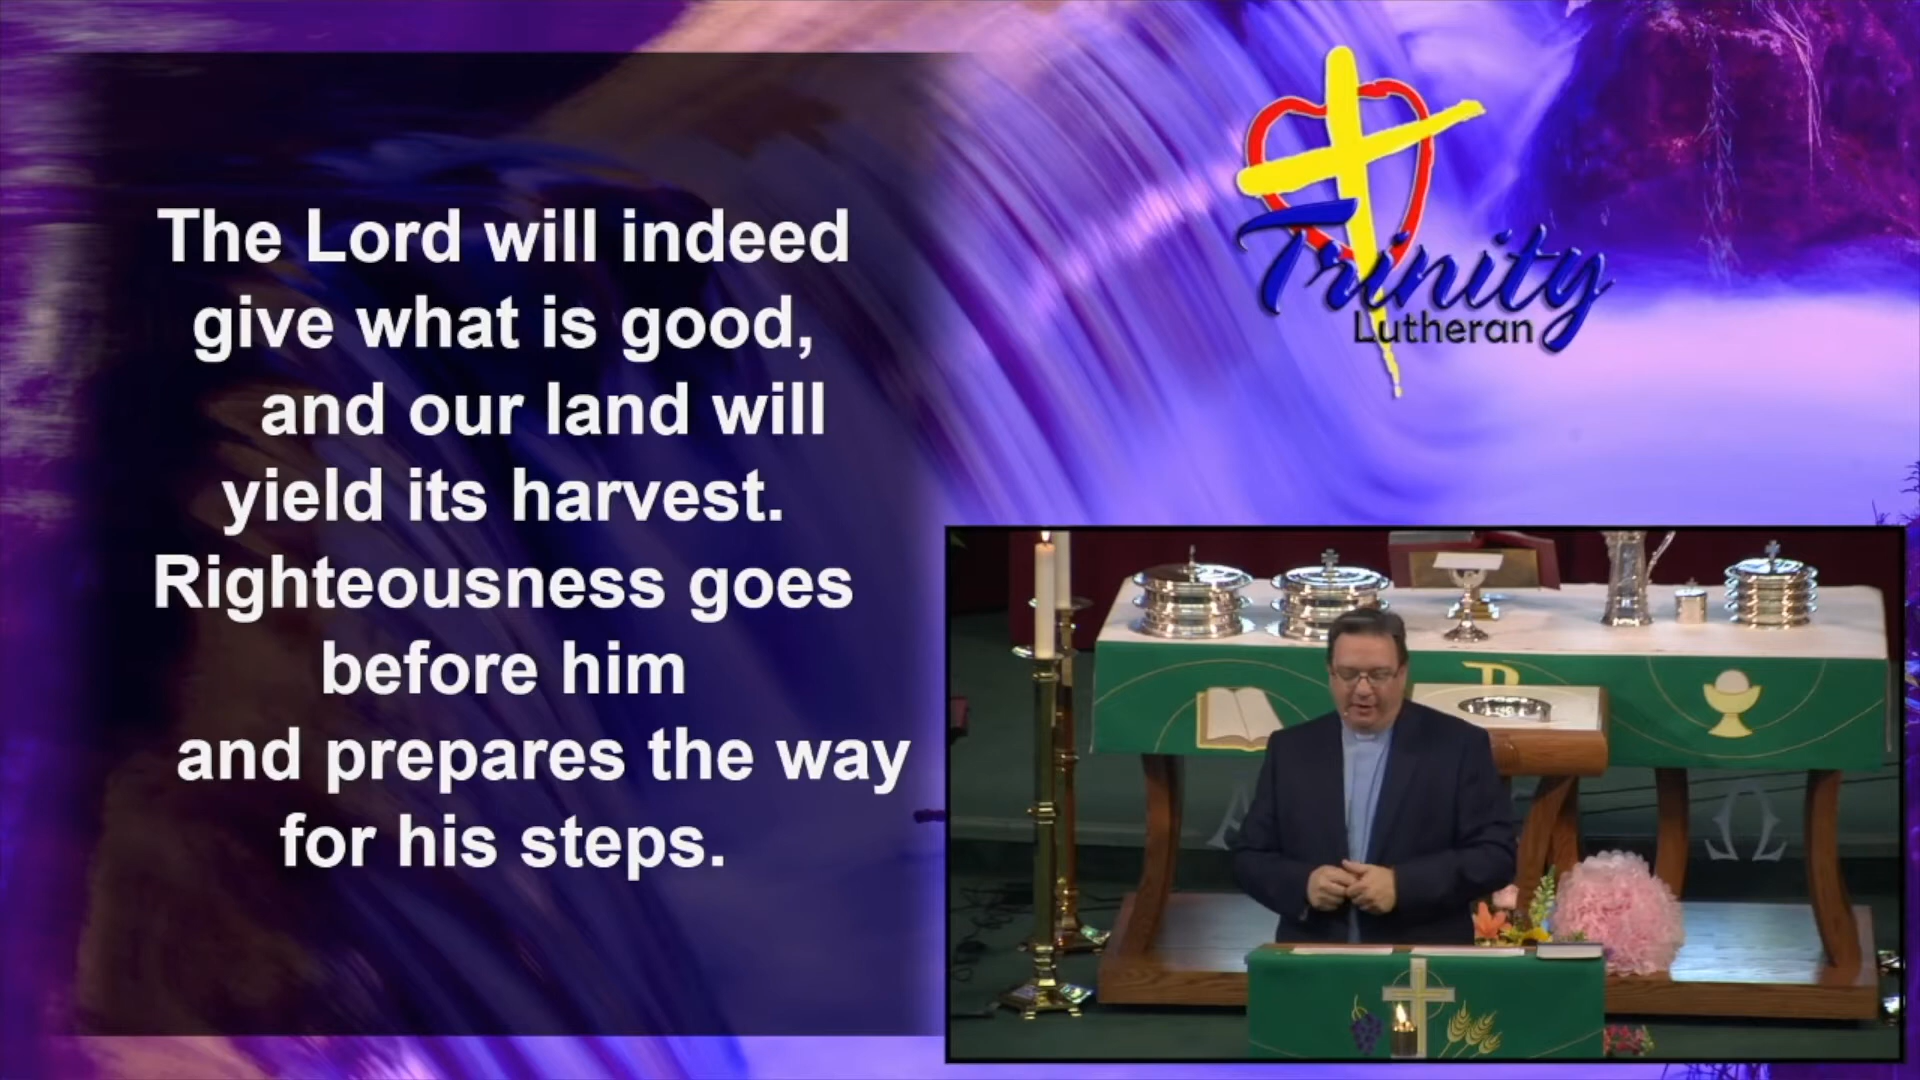 The Lord will indeed
give what is good,
and our land will
yield its harvest.
Righteousness goes
before him
and prepares the way
for his steps.
Trinity
Lutheran
Α
Ω